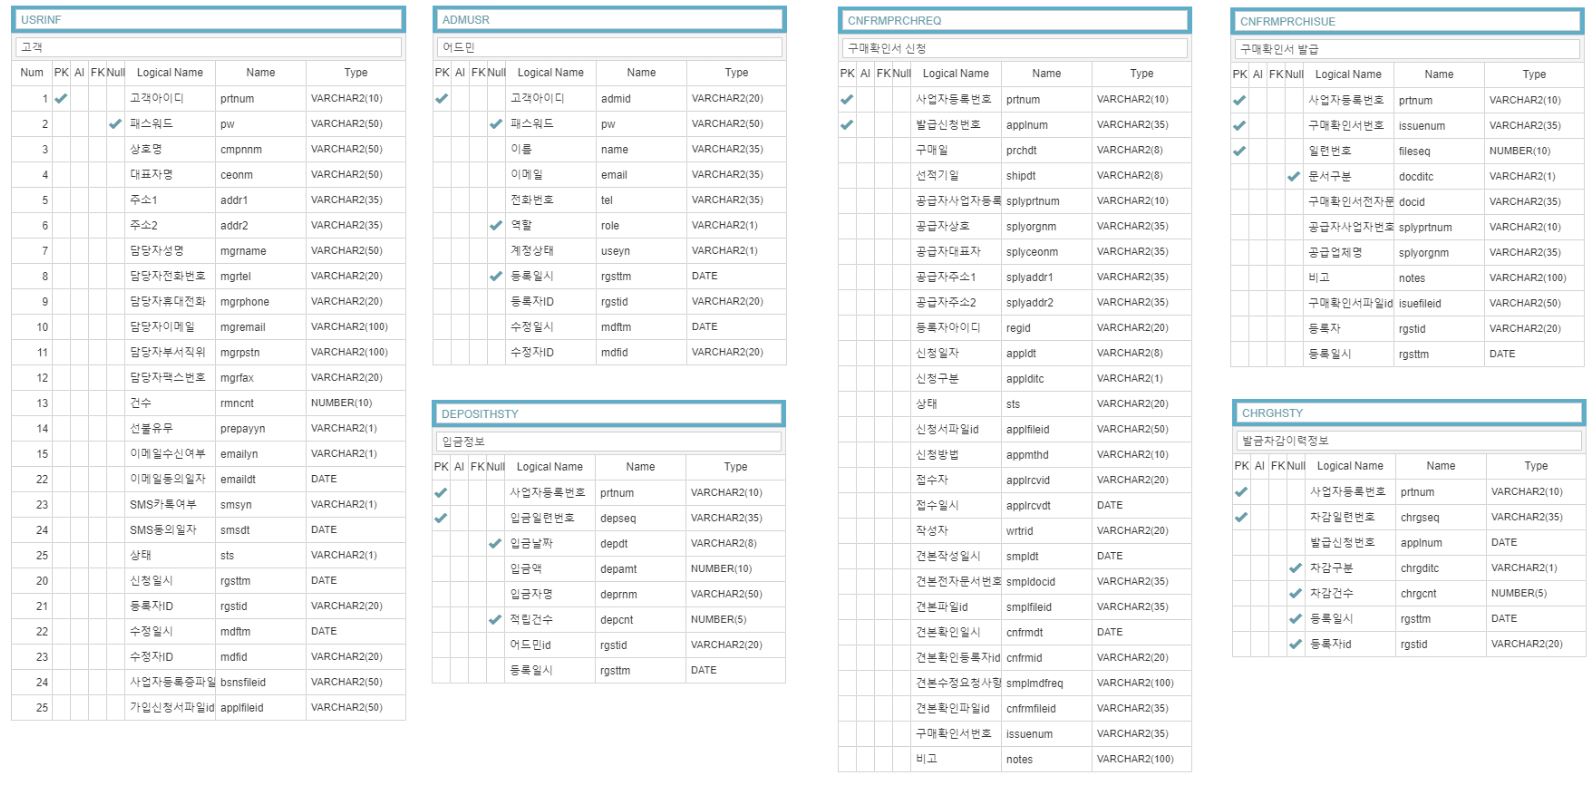 USRINF
고객
Num PK AI FK Null Logical Name Name Type
1 고객아이디 prtnum VARCHAR2(10)
2 패스워드 pw VARCHAR2(50)
3 상호명 cmpnnm VARCHAR2(50)
4 대표자명 ceonm VARCHAR2(50)
5 주소1 addr1 VARCHAR2(35)
6 주소2 addr2 VARCHAR2(35)
7 담당자성명 mgrname VARCHAR2(50)
8 담당자전화번호 mgrtel VARCHAR2(20)
9 담당자휴대전화 mgrphone VARCHAR2(20)
10 담당자이메일 mgremail VARCHAR2(100)
11 담당자부서직위 mgrpstn VARCHAR2(100)
12 담당자팩스번호 mgrfax VARCHAR2(20)
13 건수 rmncnt NUMBER(10)
14 선불유무 prepayyn VARCHAR2(1)
15 이메일수신여부 emailyn VARCHAR2(1)
22 이메일동의일자 emaildt DATE
23 SMS카톡여부 smsyn VARCHAR2(1)
24 SMS동의일자 smsdt DATE
25 상태 sts VARCHAR2(1)
20 신청일시 rgsttm DATE
21 등록자ID rgstid VARCHAR2(20)
22 수정일시 mdftm DATE
23 수정자ID mdfid VARCHAR2(20)
24 사업자등록증파일 bsnsfileid VARCHAR2(50)
25 가입신청서파일id applfileid VARCHAR2(50)
ADMUSR
어드민
PK AI FK Null Logical Name Name Type
고객아이디 admid VARCHAR2(20)
패스워드 pw VARCHAR2(50)
이름 name VARCHAR2(35)
이메일 email VARCHAR2(35)
전화번호 tel VARCHAR2(35)
역할 role VARCHAR2(1)
계정상태 useyn VARCHAR2(1)
등록일시 rgsttm DATE
등록자ID rgstid VARCHAR2(20)
수정일시 mdftm DATE
수정자ID mdfid VARCHAR2(20)
DEPOSITHSTY
입금정보
PK AI FK Null Logical Name Name Type
사업자등록번호 prtnum VARCHAR2(10)
입금일련번호 depseq VARCHAR2(35)
입금날짜 depdt VARCHAR2(8)
입금액 depamt NUMBER(10)
입금자명 deprnm VARCHAR2(50)
적립건수 depcnt NUMBER(5)
어드민id rgstid VARCHAR2(20)
등록일시 rgsttm DATE
CNFRMPRCHREQ
구매확인서 신청
PK AI FK Null Logical Name Name Type
사업자등록번호 prtnum VARCHAR2(10)
발급신청번호 applnum VARCHAR2(35)
구매일 prchdt VARCHAR2(8)
선적기일 shipdt VARCHAR2(8)
공급자사업자등록 splyprtnum VARCHAR2(10)
공급자상호 splyorgnm VARCHAR2(35)
공급자대표자 splyceonm VARCHAR2(35)
공급자주소1 splyaddr1 VARCHAR2(35)
공급자주소2 splyaddr2 VARCHAR2(35)
등록자아이디 regid VARCHAR2(20)
신청일자 appldt VARCHAR2(8)
신청구분 applditc VARCHAR2(1)
상태 sts VARCHAR2(20)
신청서파일id applfileid VARCHAR2(50)
신청방법 appmthd VARCHAR2(10)
접수자 aplrcvid VARCHAR2(20)
접수일시 aplrcvdt DATE
작성자 wrtrid VARCHAR2(20)
견본작성일시 smpldt DATE
견본전자문서번호 smpldocid VARCHAR2(35)
견본파일id smplfileid VARCHAR2(35)
견본확인일시 cnfrmdt DATE
견본확인등록자id cnfrmid VARCHAR2(20)
견본수정요청사항 smplmdfreq VARCHAR2(100)
견본확인파일id cnfrmfileid VARCHAR2(35)
구매확인서번호 issuenum VARCHAR2(35)
비고 notes VARCHAR2(100)
CNFRMPRCHISUE
구매확인서 발급
PK AI FK Null Logical Name Name Type
사업자등록번호 prtnum VARCHAR2(10)
구매확인서번호 issuenum VARCHAR2(35)
일련번호 fileseq NUMBER(10)
문서구분 docditc VARCHAR2(1)
구매확인서전자문 docid VARCHAR2(35)
공급자사업자번호 splyprtnum VARCHAR2(10)
공급업체명 splyorgnm VARCHAR2(35)
비고 notes VARCHAR2(100)
구매확인서파일id isuefileid VARCHAR2(50)
등록자 rgstid VARCHAR2(20)
등록일시 rgsttm DATE
CHRGHSTY
발금차감이력정보
PK AI FK Null Logical Name Name Type
사업자등록번호 prtnum VARCHAR2(10)
차감일련번호 chrgseq VARCHAR2(35)
발급신청번호 applnum DATE
차감구분 chrgditc VARCHAR2(1)
차감건수 chrgcnt NUMBER(5)
등록일시 rgsttm DATE
등록자id rgstid VARCHAR2(20)